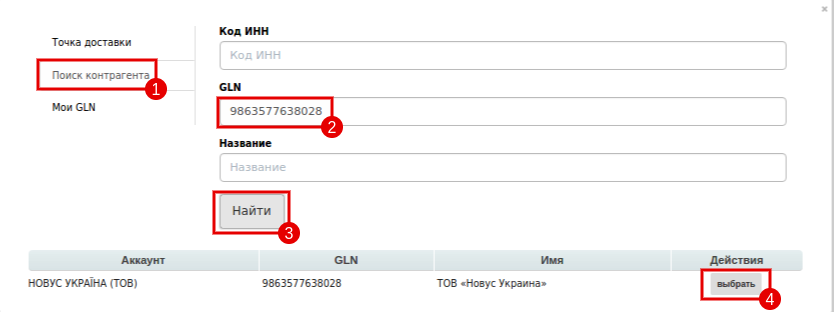 ×
Точка доставки
Поиск контрагента
1
Мои GLN
Код ИНН
Код ИНН
GLN
9863577638028
2
Название
Название
Найти
3
Аккаунт GLN Имя Действия
НОВУС УКРАЇНА (ТОВ) 9863577638028 ТОВ «Новус Украина» выбрать
4